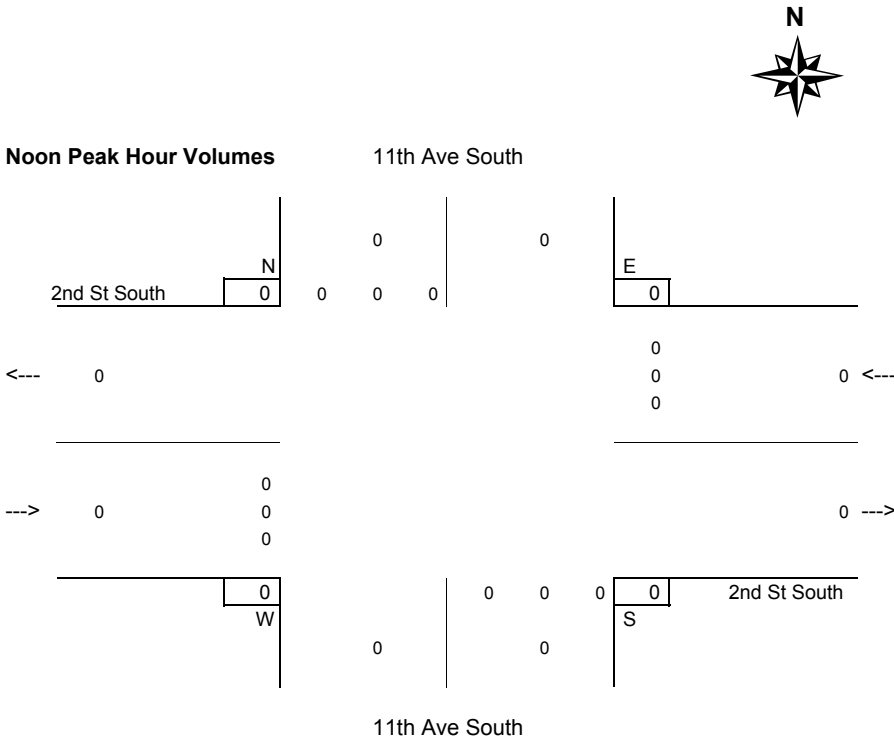 N
Noon Peak Hour Volumes 11th Ave South
0 0
N E
2nd St South 0 0 0 0 0
0
<--- 0 0 0 <---
0
0
---> 0 0 0 --->
0
0 0 0 0 0 2nd St South
W S
0 0
11th Ave South